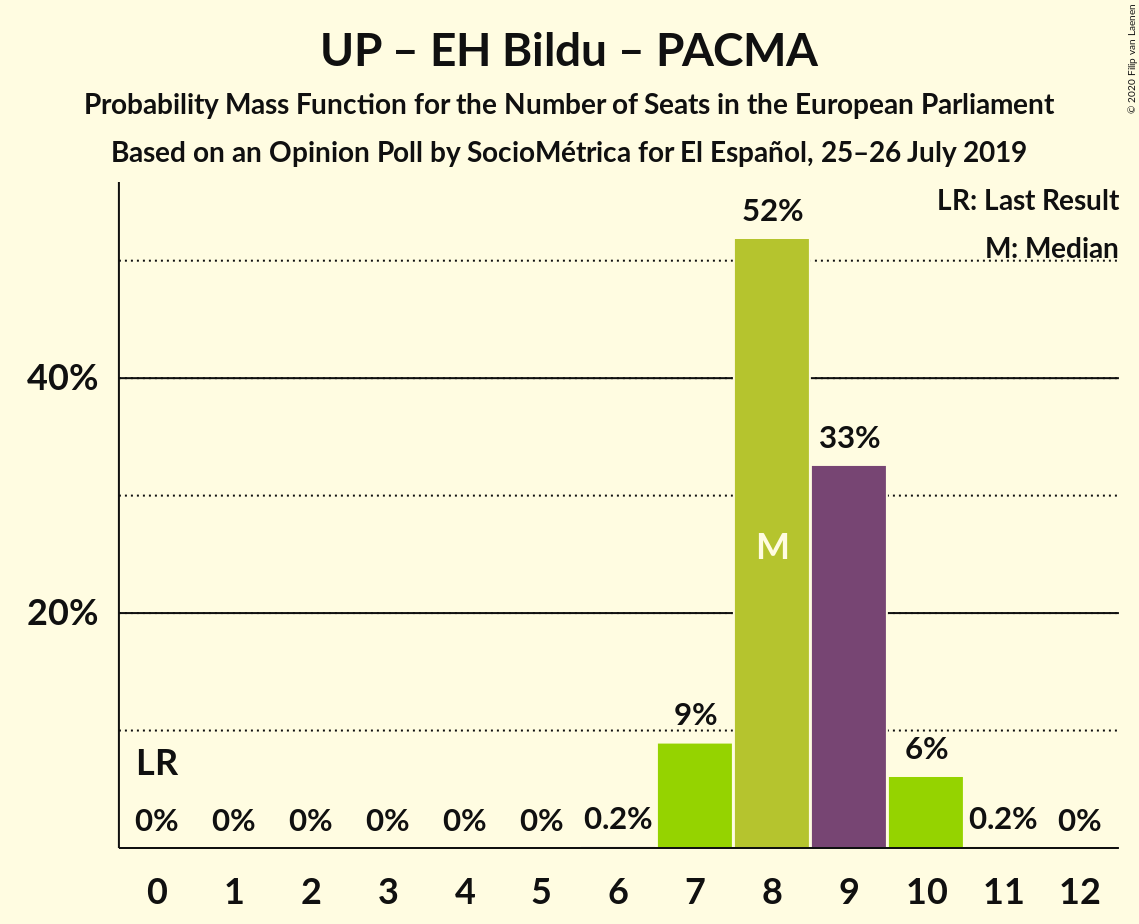 UP – EH Bildu – PACMA
Probability Mass Function for the Number of Seats in the European Parliament
Based on an Opinion Poll by SocioMétrica for El Español, 25–26 July 2019
© 2020 Filip van Laenen
LR: Last Result
M: Median
52%
40%
33%
M
20%
9%
6%
LR
0% 0% 0% 0% 0% 0% 0.2% 0.2% 0%
0 1 2 3 4 5 6 7 8 9 10 11 12